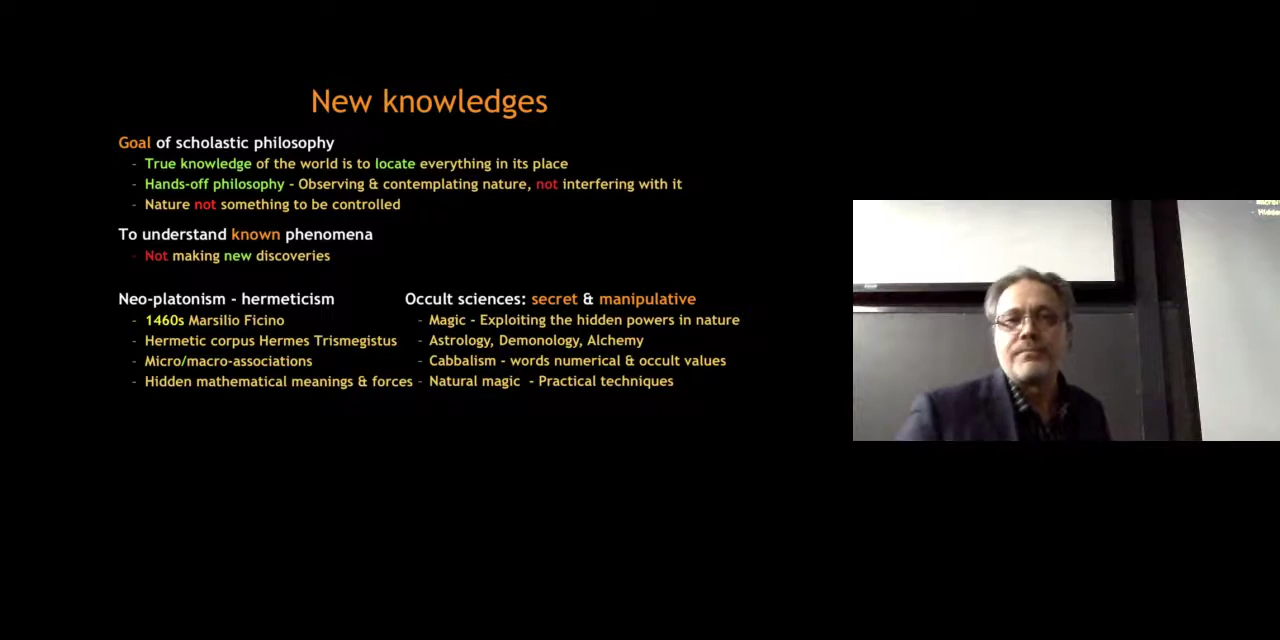 New knowledges
Goal of scholastic philosophy
- True knowledge of the world is to locate everything in its place
- Hands-off philosophy - Observing & contemplating nature, not interfering with it
- Nature not something to be controlled
To understand known phenomena
- Not making new discoveries
Neo-platonism - hermeticism
- 1460s Marsilio Ficino
- Hermetic corpus Hermes Trismegistus
- Micro/macro-associations
- Hidden mathematical meanings & forces
Occult sciences: secret & manipulative
- Magic - Exploiting the hidden powers in nature
- Astrology, Demonology, Alchemy
- Cabbalism - words numerical & occult values
- Natural magic - Practical techniques